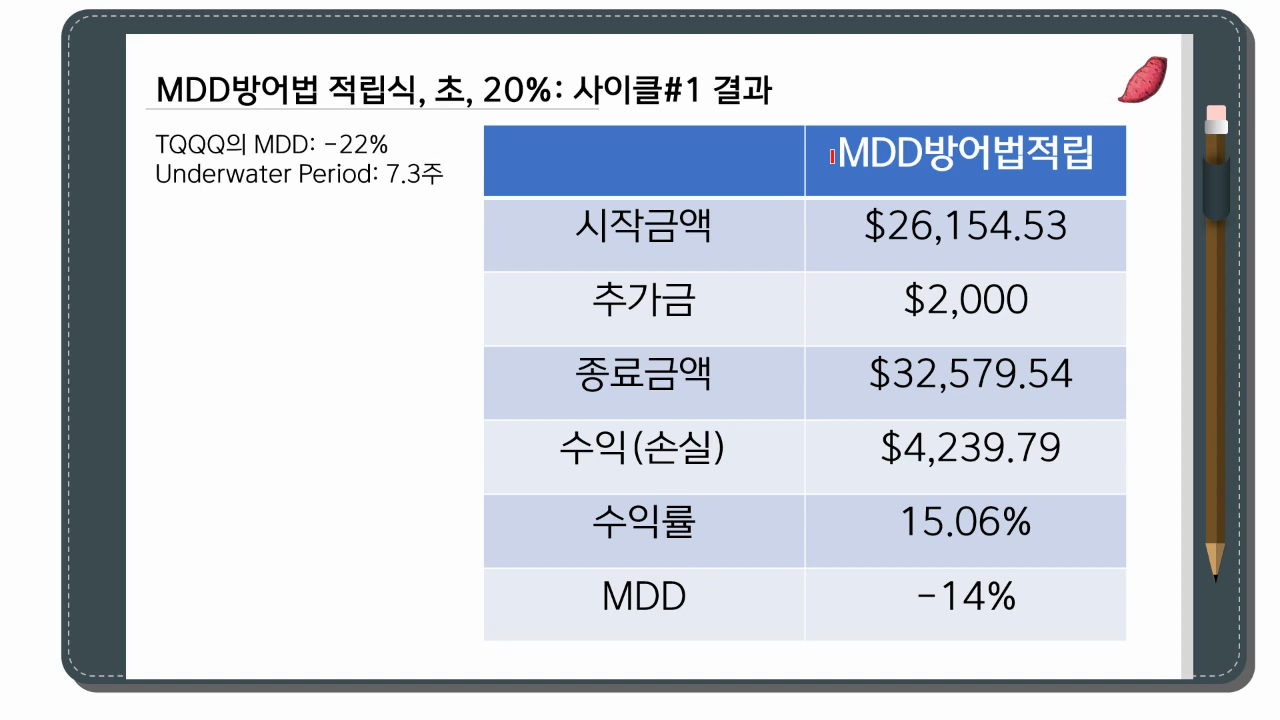 MDD방어법 적립식, 초, 20%: 사이클#1 결과
TQQQ의 MDD: -22%
Underwater Period: 7.3주
MDD방어법적립
시작금액 $26,154.53
추가금 $2,000
종료금액 $32,579.54
수익(손실) $4,239.79
수익률 15.06%
MDD -14%